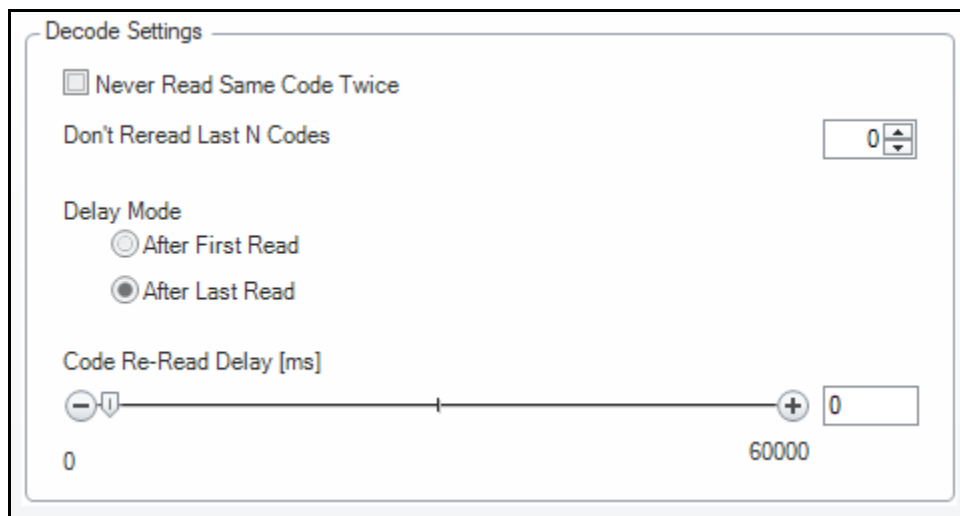 Decode Settings
Never Read Same Code Twice
Don't Reread Last N Codes
0
Delay Mode
After First Read
After Last Read
Code Re-Read Delay [ms]
0
0
60000